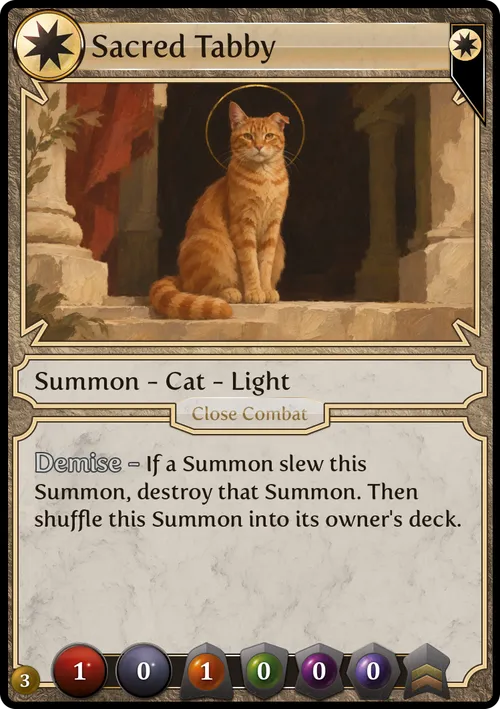 Sacred Tabby
Summon – Cat – Light
Close Combat
Demise – If a Summon slew this
Summon, destroy that Summon. Then
shuffle this Summon into its owner's deck.
3 1* 0* 1 0 0 0